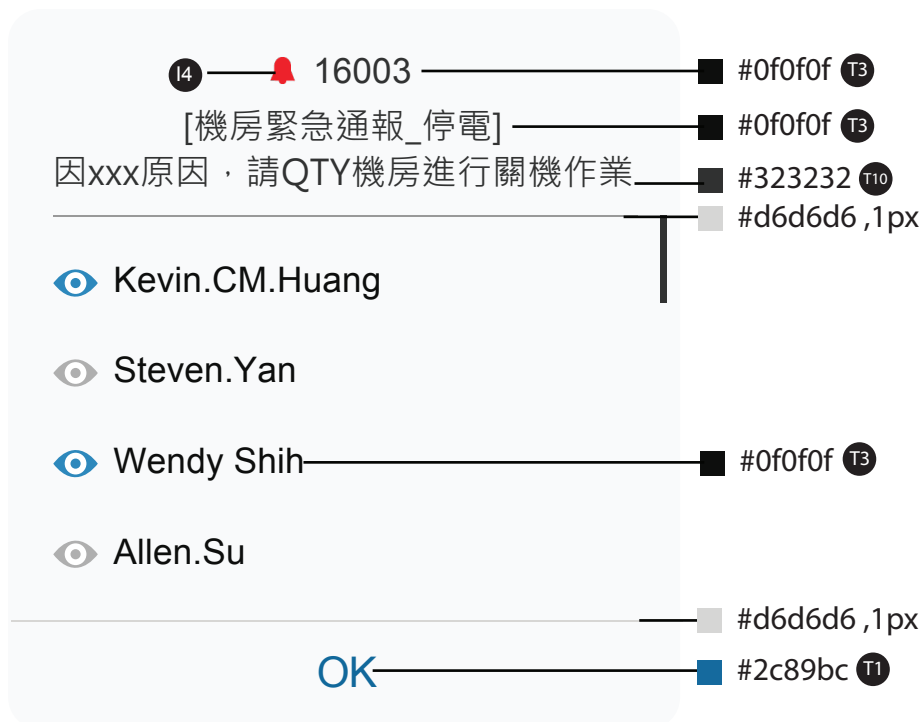 I4 16003 #0f0f0f T3
[機房緊急通報_停電] #0f0f0f T3
因xxx原因，請QTY機房進行關機作業 #323232 T10
#d6d6d6 ,1px
Kevin.CM.Huang
Steven.Yan
Wendy Shih #0f0f0f T3
Allen.Su
#d6d6d6 ,1px
OK #2c89bc T1